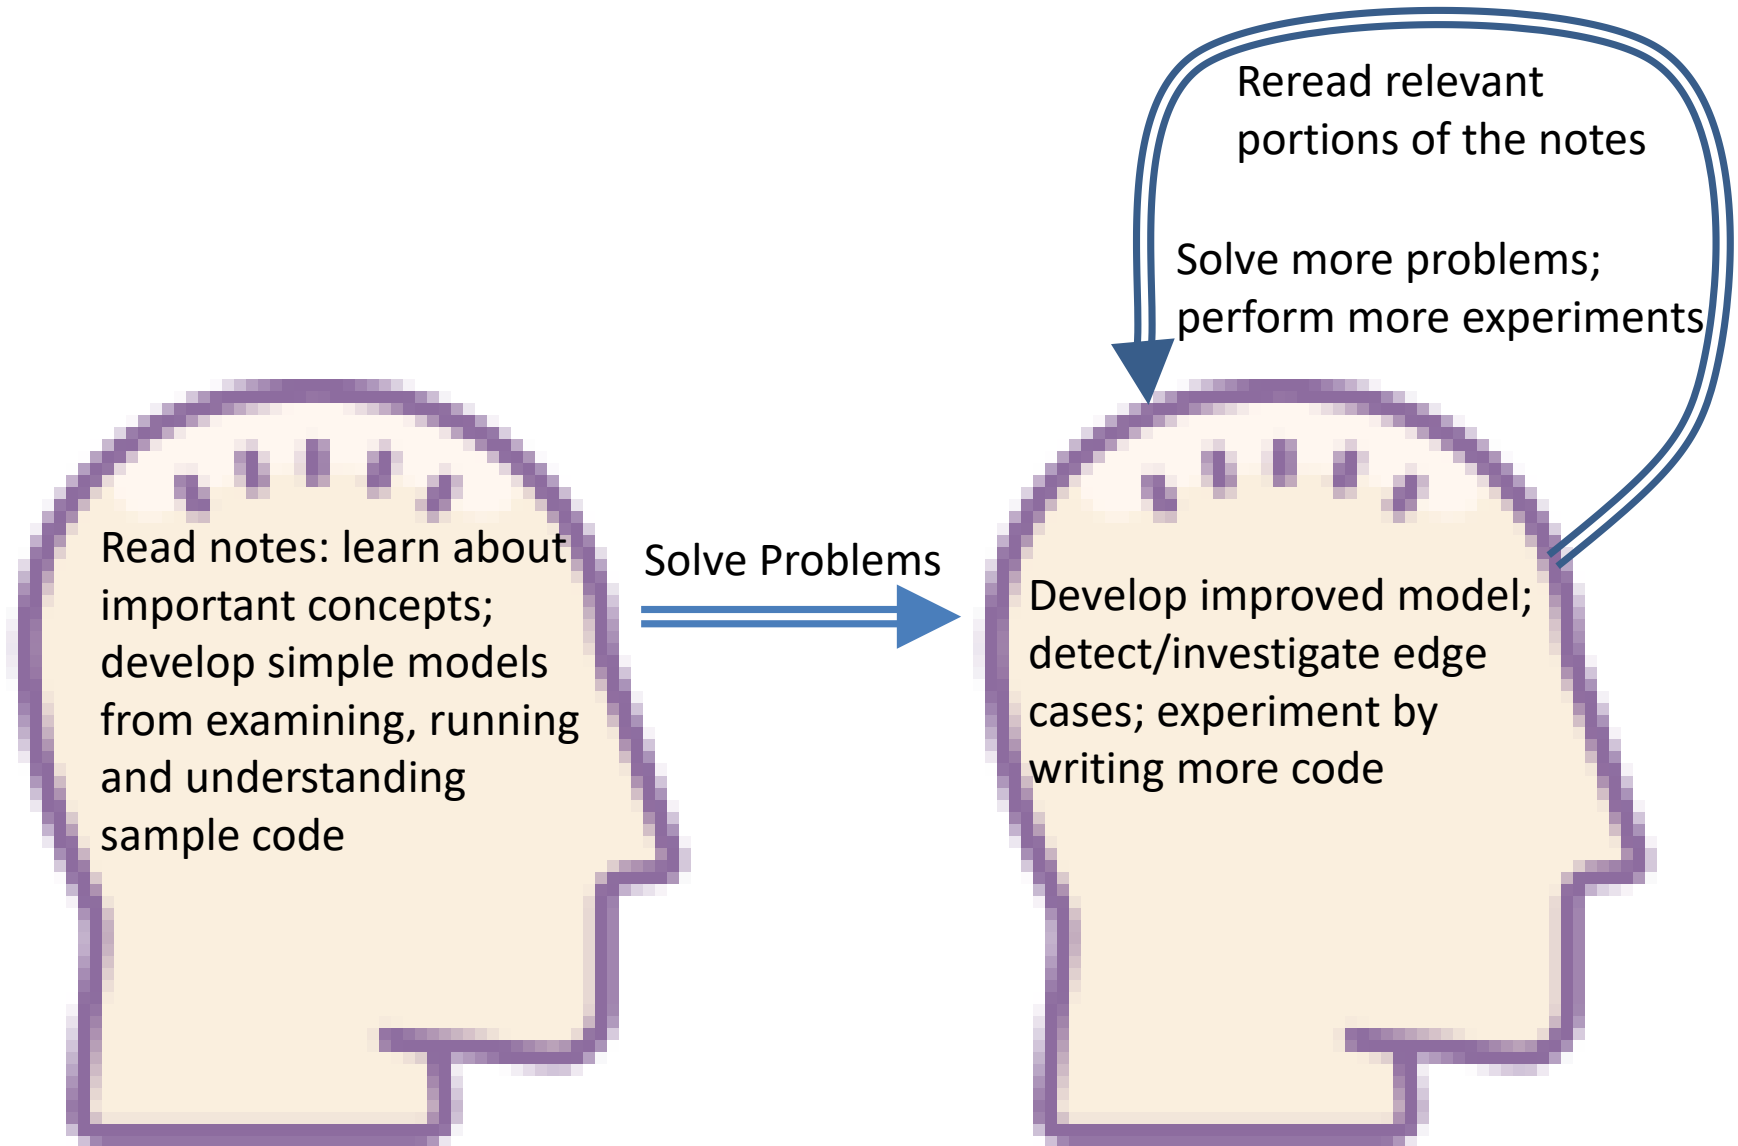 Reread relevant
portions of the notes
Solve more problems;
perform more experiments
Read notes: learn about
important concepts;
develop simple models
from examining, running
and understanding
sample code
Solve Problems
Develop improved model;
detect/investigate edge
cases; experiment by
writing more code